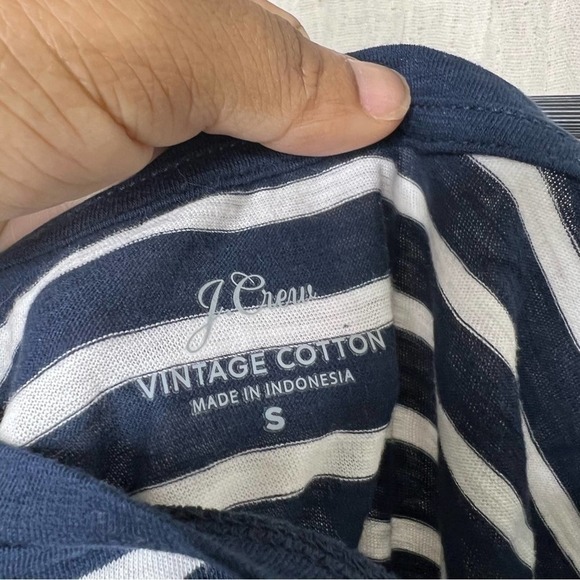 J.Crew
VINTAGE COTTON
MADE IN INDONESIA
S